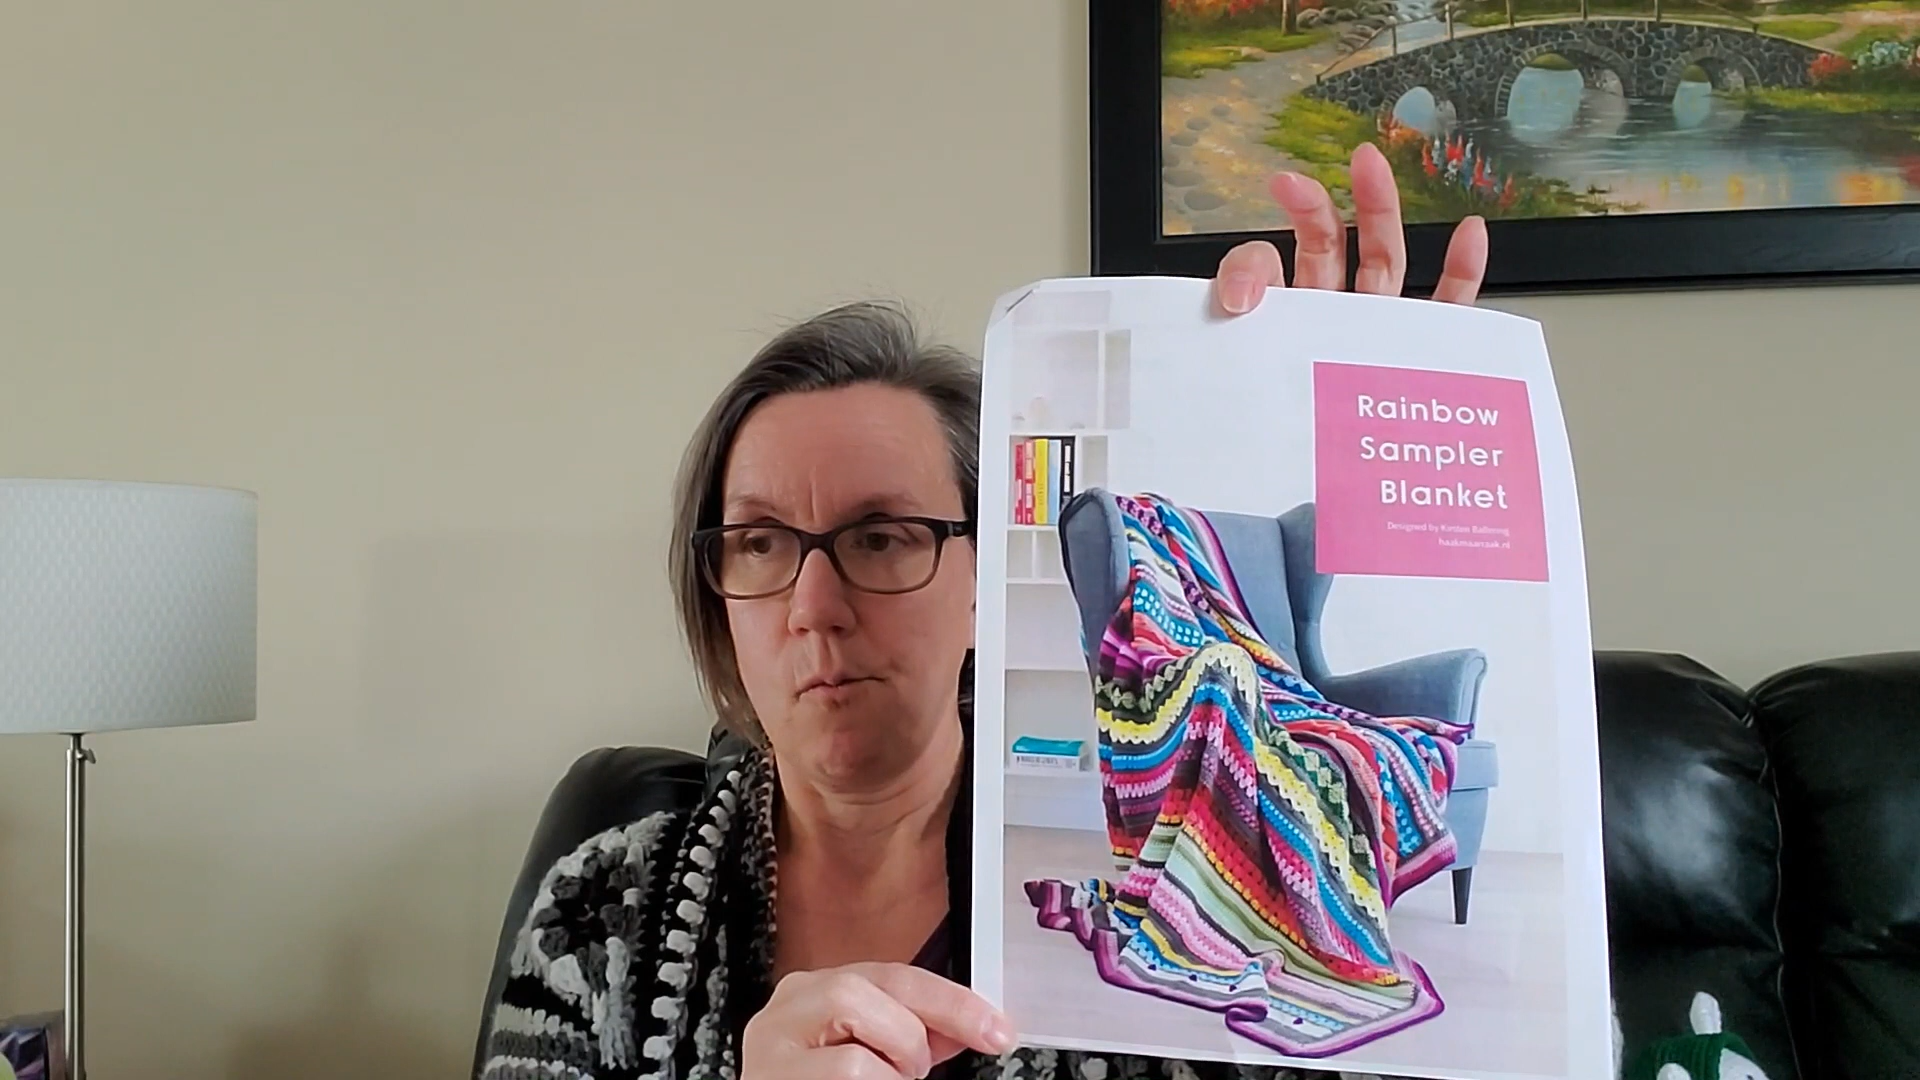 Rainbow
Sampler
Blanket
Designed by Kirsten Ballering
haakmaarraak.nl